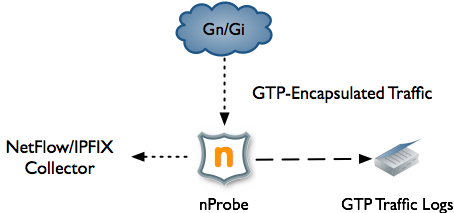 Gn/Gi
GTP-Encapsulated Traffic
NetFlow/IPFIX
Collector
n
nProbe
GTP Traffic Logs